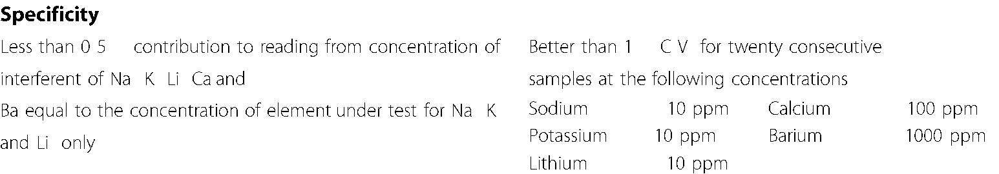 Specificity
Less than 0 5 contribution to reading from concentration of
interferent of Na K Li Ca and
Ba equal to the concentration of element under test for Na K
and Li only
Better than 1 C V for twenty consecutive
samples at the following concentrations
Sodium 10 ppm Calcium 100 ppm
Potassium 10 ppm Barium 1000 ppm
Lithium 10 ppm